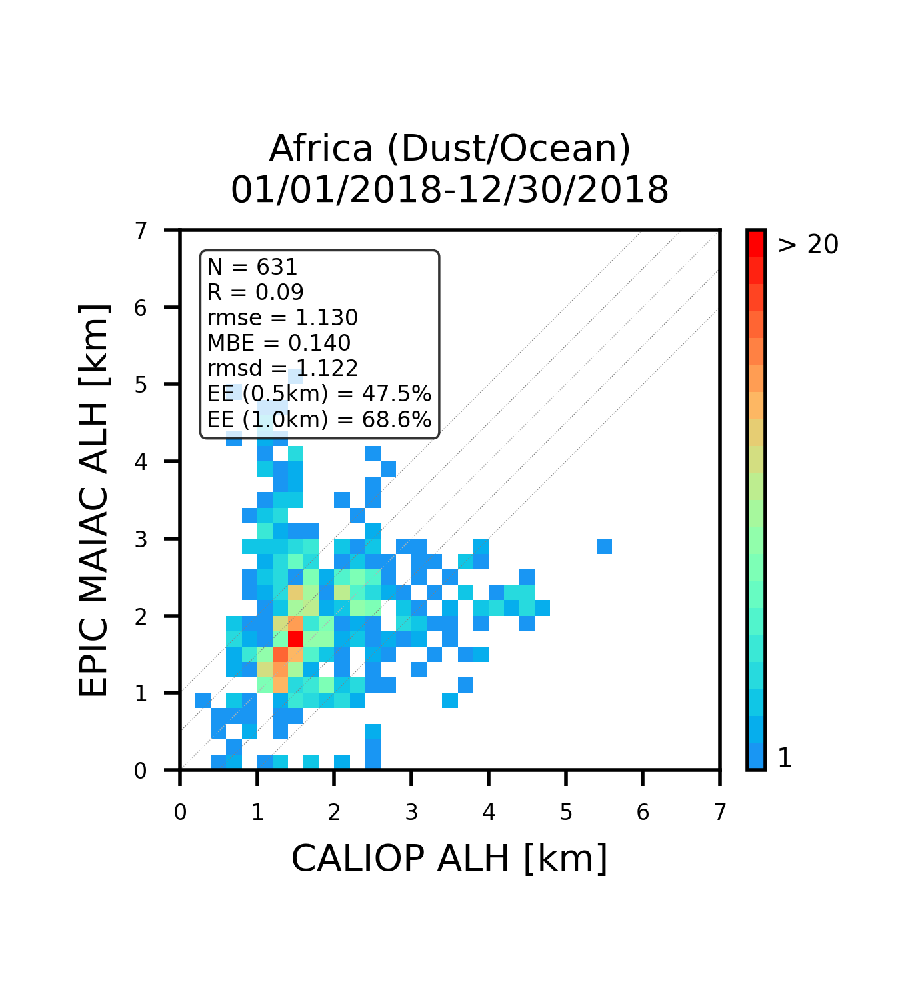 Africa (Dust/Ocean)
01/01/2018-12/30/2018
N = 631
R = 0.09
rmse = 1.130
MBE = 0.140
rmsd = 1.122
EE (0.5km) = 47.5%
EE (1.0km) = 68.6%
EPIC MAIAC ALH [km]
7
6
5
4
3
2
1
0
0 1 2 3 4 5 6 7
CALIOP ALH [km]
> 20
1